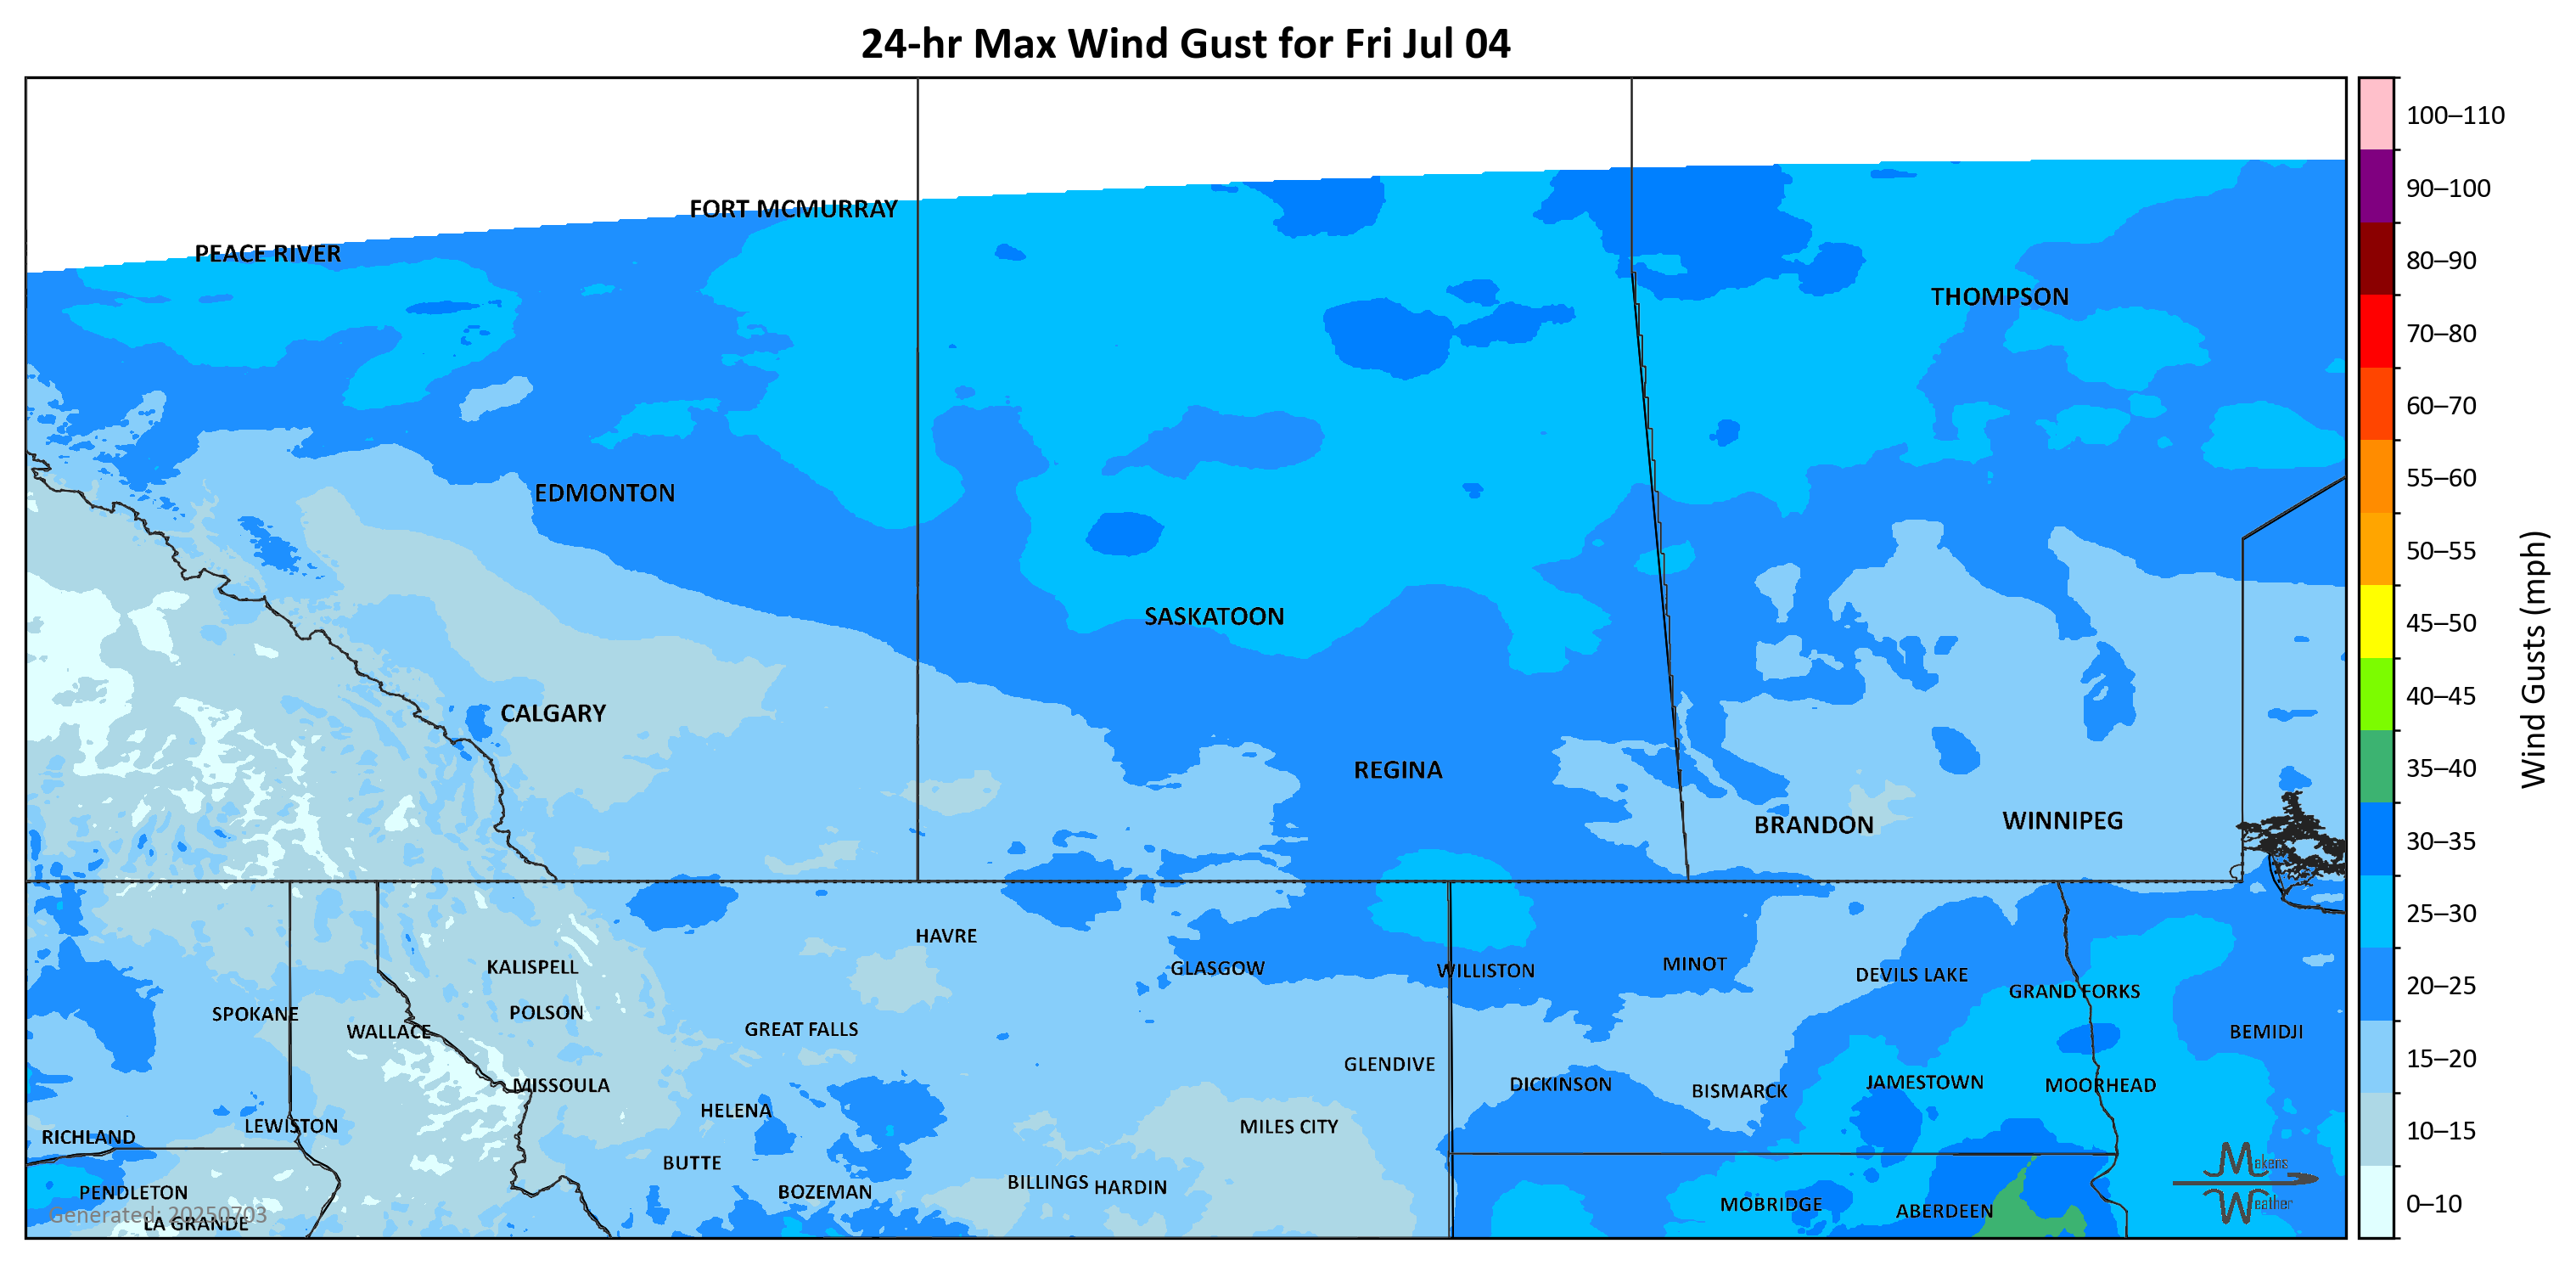 24-hr Max Wind Gust for Fri Jul 04
100–110
90–100
FORT MCMURRAY
PEACE RIVER
80–90
THOMPSON
70–80
60–70
55–60
EDMONTON
50–55
SASKATOON
45–50
Wind Gusts (mph)
CALGARY
40–45
REGINA
35–40
BRANDON
WINNIPEG
30–35
HAVRE
25–30
KALISPELL
GLASGOW
WILLISTON
MINOT
DEVILS LAKE
20–25
GRAND FORKS
SPOKANE
POLSON
WALLACE
GREAT FALLS
BEMIDJI
15–20
GLENDIVE
MISSOULA
DICKINSON
BISMARCK
JAMESTOWN
MOORHEAD
HELENA
LEWISTON
MILES CITY
RICHLAND
10–15
BUTTE
Makens
PENDLETON
BOZEMAN
BILLINGS
HARDIN
MOBRIDGE
ABERDEEN
Weather
0–10
Generated: 20250703
LA GRANDE